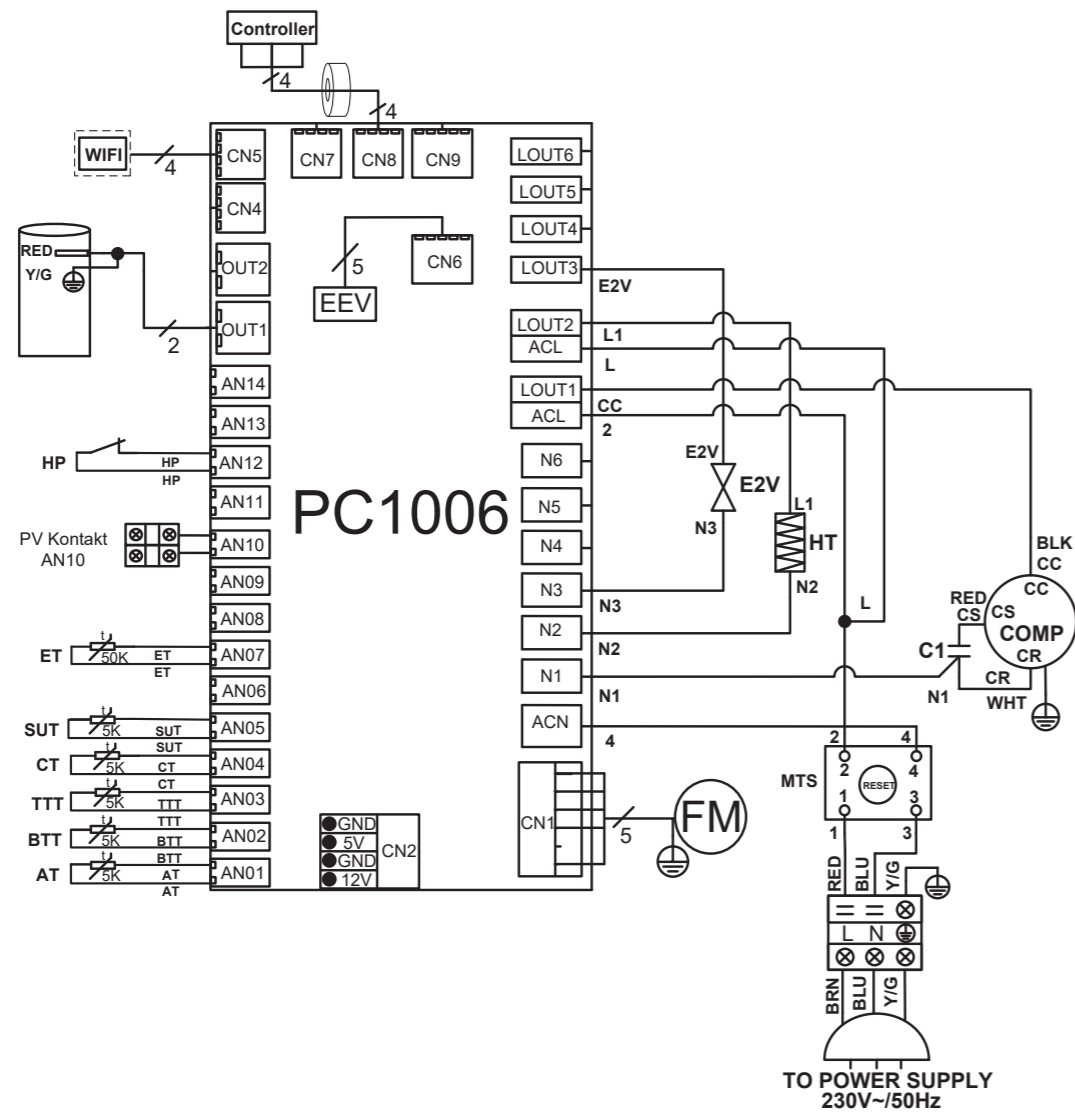 Controller
4
4
WIFI
4
CN5
CN7
CN8
CN9
LOUT6
LOUT5
CN4
LOUT4
RED
Y/G
OUT2
5
CN6
LOUT3
E2V
EEV
2
OUT1
LOUT2
L1
ACL
L
AN14
LOUT1
CC
AN13
ACL
2
HP
HP
HP
AN12
N6
E2V
E2V
AN11
PC1006
N5
L1
PV Kontakt
AN10
AN10
N4
N3
HT
BLK
CC
AN09
N3
N3
N2
L
RED
CS
CS
CC
COMP
CR
AN08
N2
N2
C1
ET
t
50K
ET
ET
AN07
N1
N1
N1
CR
WHT
AN06
SUT
t
5K
SUT
SUT
AN05
ACN
4
2
4
CT
t
5K
CT
CT
AN04
MTS
2
4
RESET
1
3
TTT
t
5K
TTT
TTT
AN03
CN1
5
FM
1
3
BTT
t
5K
BTT
BTT
AN02
GND
5V
GND
12V
CN2
AT
t
5K
AT
AT
AN01
RED
BLU
Y/G
L N
BRN
BLU
Y/G
TO POWER SUPPLY
230V~/50Hz